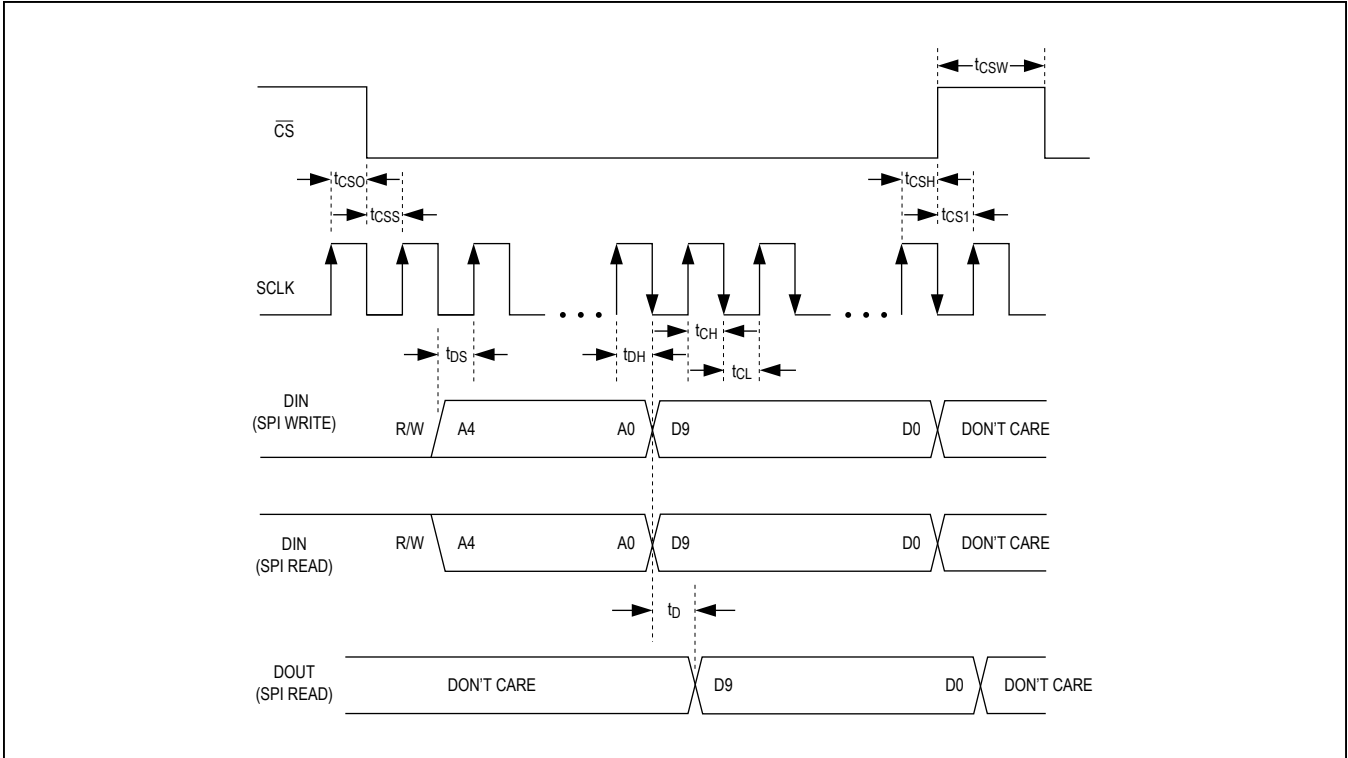 tCSW
CS
tCSO
tCSH
tCSS
tCS1
SCLK
tCH
tDS
tDH
tCL
DIN
(SPI WRITE)
R/W
A4
A0
D9
D0
DON'T CARE
DIN
(SPI READ)
R/W
A4
A0
D9
D0
DON'T CARE
tD
DOUT
(SPI READ)
DON'T CARE
D9
D0
DON'T CARE